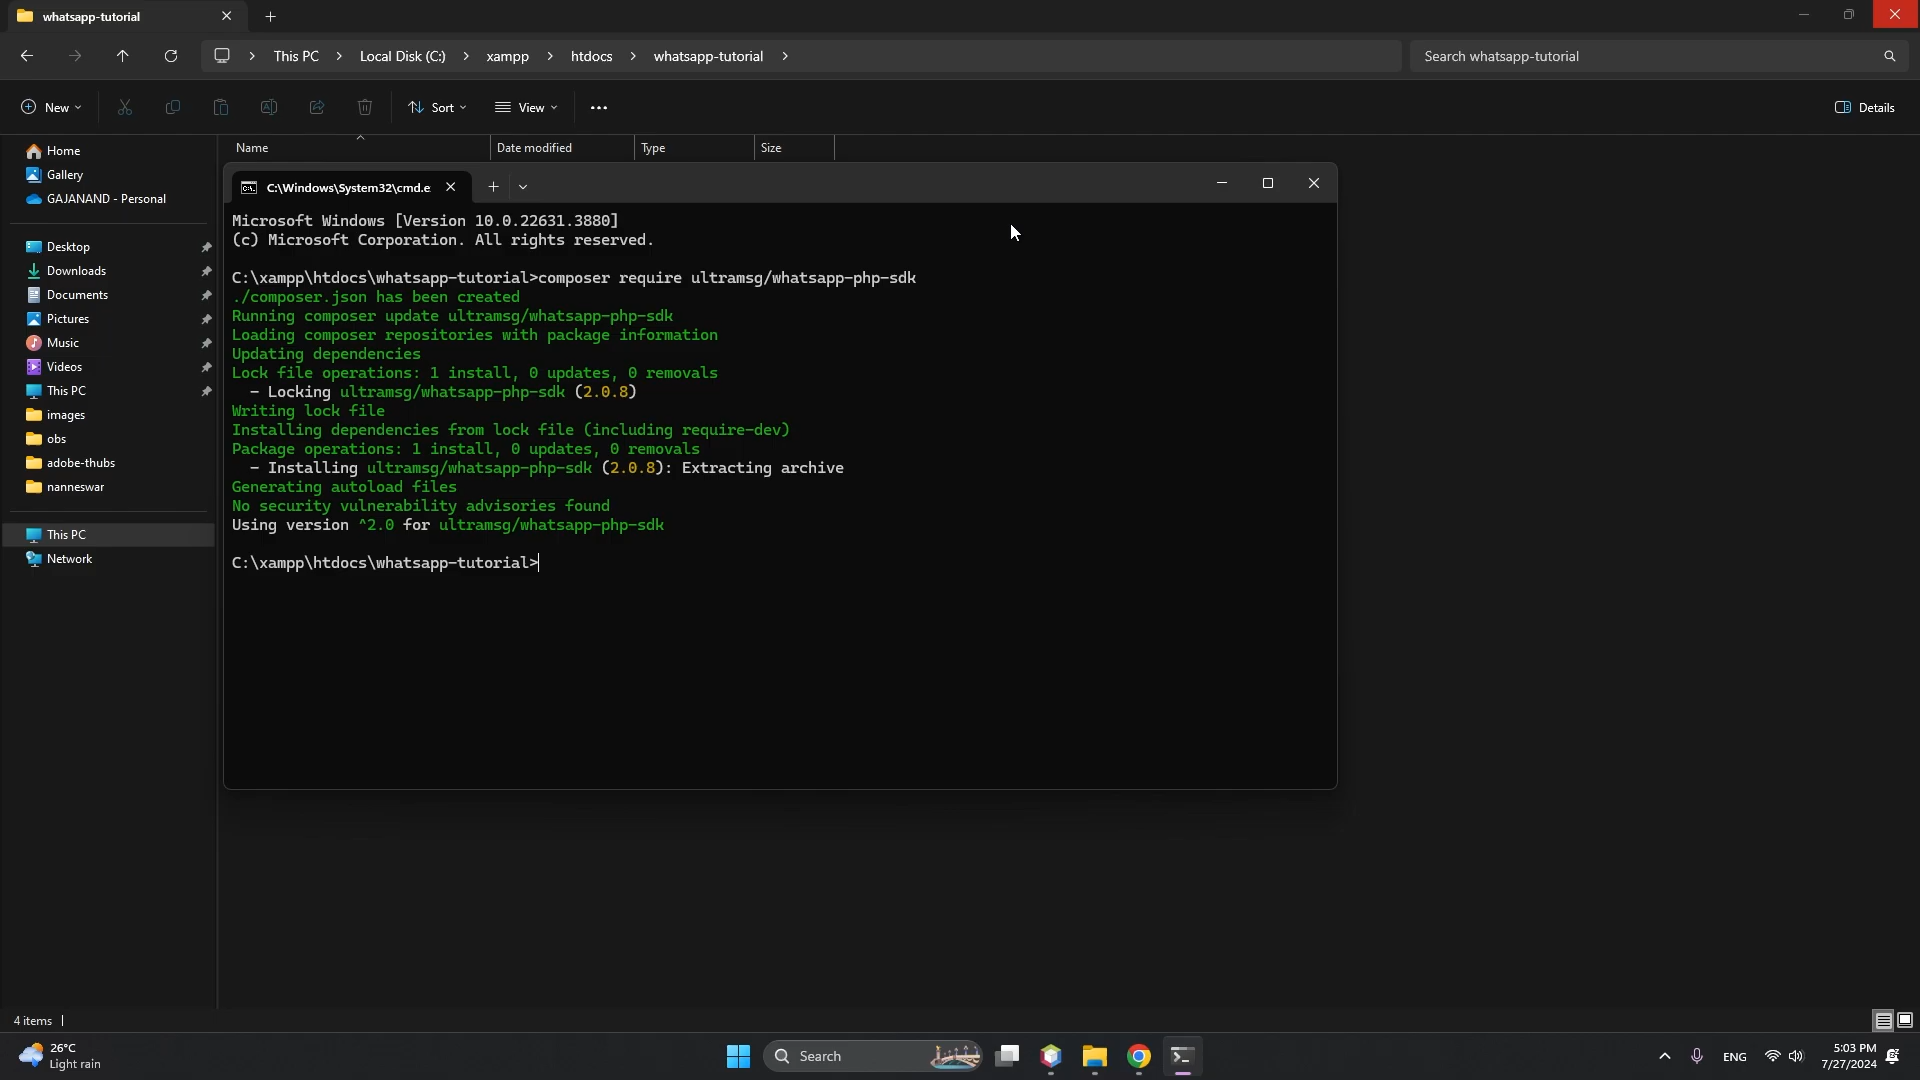 whatsapp-tutorial
This PC > Local Disk (C:) > xampp > htdocs > whatsapp-tutorial >
Search whatsapp-tutorial
New
Sort
View
Details
Name
Date modified
Type
Size
Home
Gallery
GAJANAND - Personal
Desktop
Downloads
Documents
Pictures
Music
Videos
This PC
images
obs
adobe-thubs
nanneswar
This PC
Network
C:\Windows\System32\cmd.e
Microsoft Windows [Version 10.0.22631.3880]
(c) Microsoft Corporation. All rights reserved.
C:\xampp\htdocs\whatsapp-tutorial>composer require ultramsg/whatsapp-php-sdk
./composer.json has been created
Running composer update ultramsg/whatsapp-php-sdk
Loading composer repositories with package information
Updating dependencies
Lock file operations: 1 install, 0 updates, 0 removals
- Locking ultramsg/whatsapp-php-sdk (2.0.8)
Writing lock file
Installing dependencies from lock file (including require-dev)
Package operations: 1 install, 0 updates, 0 removals
- Installing ultramsg/whatsapp-php-sdk (2.0.8): Extracting archive
Generating autoload files
No security vulnerability advisories found
Using version ^2.0 for ultramsg/whatsapp-php-sdk
C:\xampp\htdocs\whatsapp-tutorial>
4 items
26°C
Light rain
Search
ENG
5:03 PM
7/27/2024